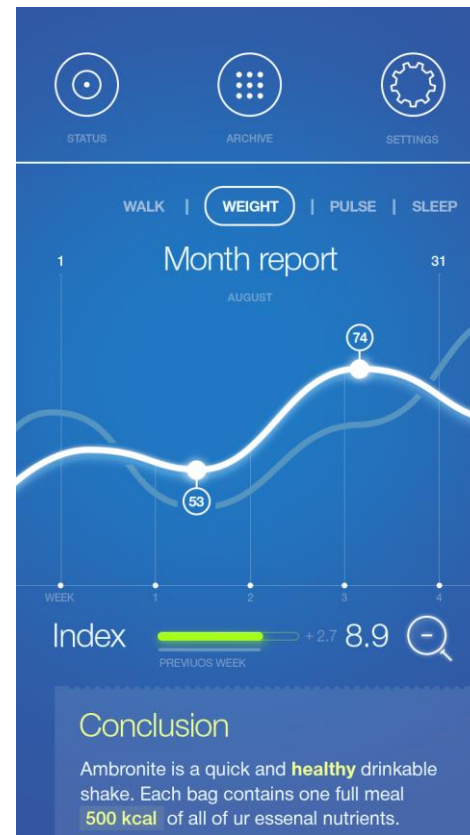 STATUS ARCHIVE SETTINGS
WALK | WEIGHT | PULSE | SLEEP
1 Month report 31
AUGUST
74
53
WEEK 1 2 3 4
Index +2.7 8.9
PREVIUOS WEEK
Conclusion
Ambronite is a quick and healthy drinkable
shake. Each bag contains one full meal
500 kcal of all of ur essenal nutrients.